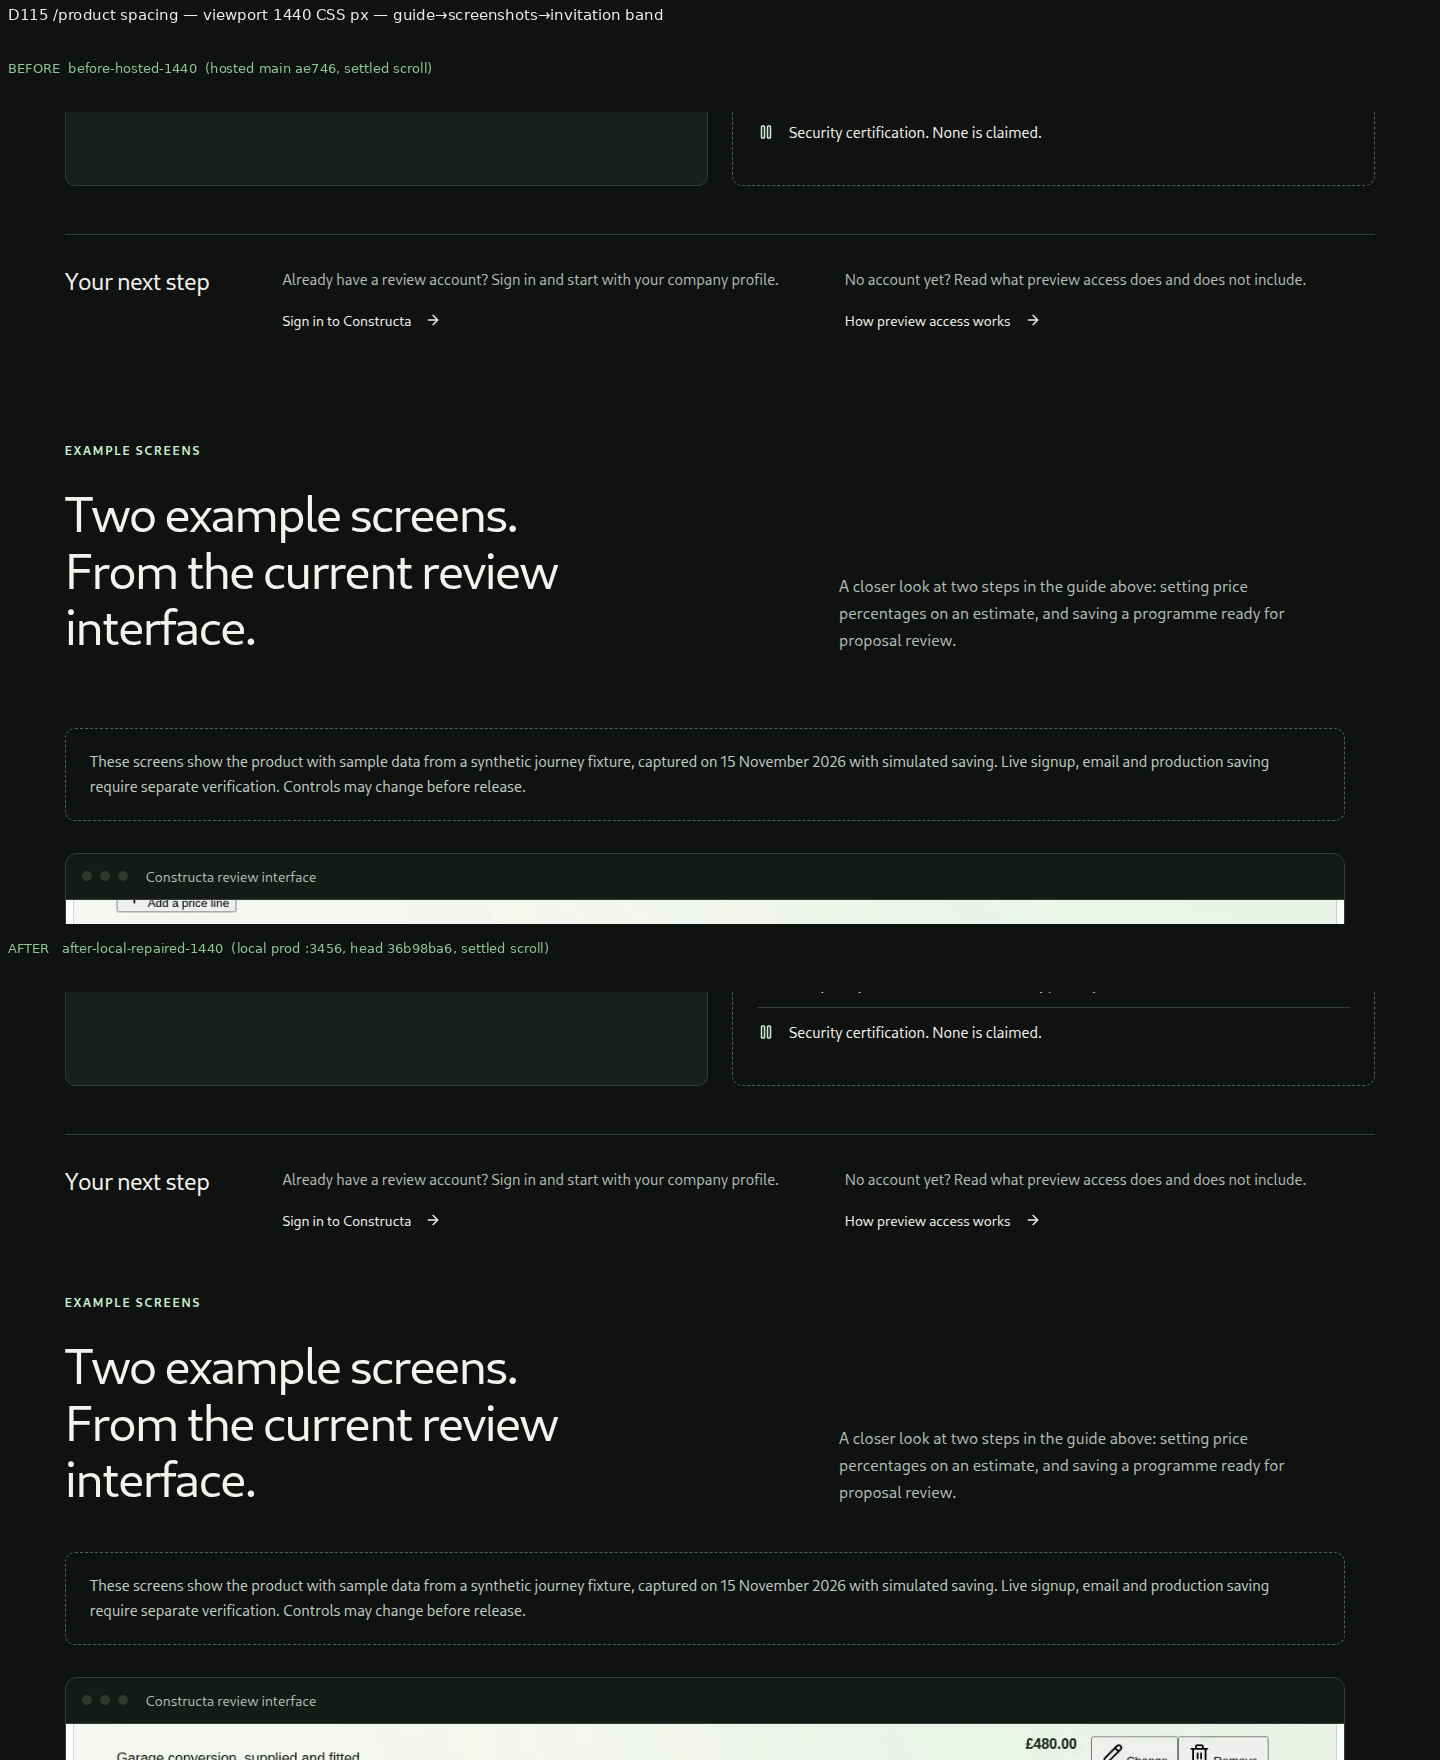 D115 /product spacing — viewport 1440 CSS px — guide→screenshots→invitation band
BEFORE before-hosted-1440 (hosted main ae746, settled scroll)
Security certification. None is claimed.
Your next step
Already have a review account? Sign in and start with your company profile.
No account yet? Read what preview access does and does not include.
Sign in to Constructa →
How preview access works →
EXAMPLE SCREENS
Two example screens.
From the current review
interface.
A closer look at two steps in the guide above: setting price
percentages on an estimate, and saving a programme ready for
proposal review.
These screens show the product with sample data from a synthetic journey fixture, captured on 15 November 2026 with simulated saving. Live signup, email and production saving
require separate verification. Controls may change before release.
Constructa review interface
Add a price line
AFTER after-local-repaired-1440 (local prod :3456, head 36b98ba6, settled scroll)
Security certification. None is claimed.
Your next step
Already have a review account? Sign in and start with your company profile.
No account yet? Read what preview access does and does not include.
Sign in to Constructa →
How preview access works →
EXAMPLE SCREENS
Two example screens.
From the current review
interface.
A closer look at two steps in the guide above: setting price
percentages on an estimate, and saving a programme ready for
proposal review.
These screens show the product with sample data from a synthetic journey fixture, captured on 15 November 2026 with simulated saving. Live signup, email and production saving
require separate verification. Controls may change before release.
Constructa review interface
£480.00
Garage conversion, supplied and fitted
Change
Remove